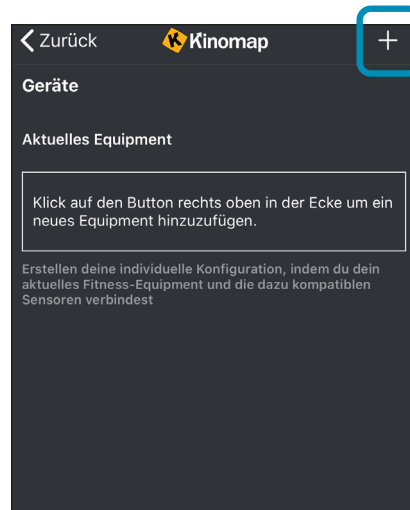 Zurück Kinomap +
Geräte
Aktuelles Equipment
Klick auf den Button rechts oben in der Ecke um ein
neues Equipment hinzuzufügen.
Erstellen deine individuelle Konfiguration, indem du dein
aktuelles Fitness-Equipment und die dazu kompatiblen
Sensoren verbindest